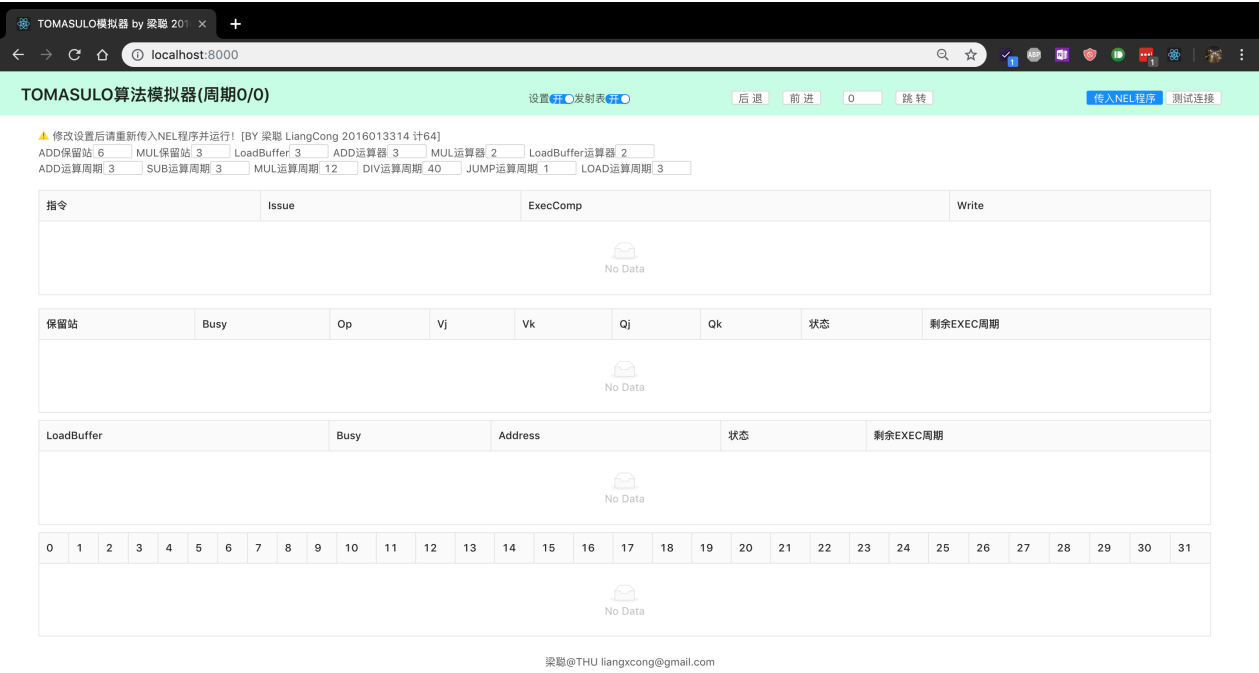 TOMASULO模拟器 by 梁聪 201
localhost:8000
ABP
1
1
TOMASULO算法模拟器(周期0/0)
设置 开 发射表 开 后 退 前 进 0 跳 转 传入NEL程序 测试连接
修改设置后请重新传入NEL程序并运行! [BY 梁聪 LiangCong 2016013314 计64]
ADD保留站 6 MUL保留站 3 LoadBuffer 3 ADD运算器 3 MUL运算器 2 LoadBuffer运算器 2
ADD运算周期 3 SUB运算周期 3 MUL运算周期 12 DIV运算周期 40 JUMP运算周期 1 LOAD运算周期 3
指令 Issue ExecComp Write
No Data
保留站 Busy Op Vj Vk Qj Qk 状态 剩余EXEC周期
No Data
LoadBuffer Busy Address 状态 剩余EXEC周期
No Data
0 1 2 3 4 5 6 7 8 9 10 11 12 13 14 15 16 17 18 19 20 21 22 23 24 25 26 27 28 29 30 31
No Data
梁聪@THU liangxcong@gmail.com